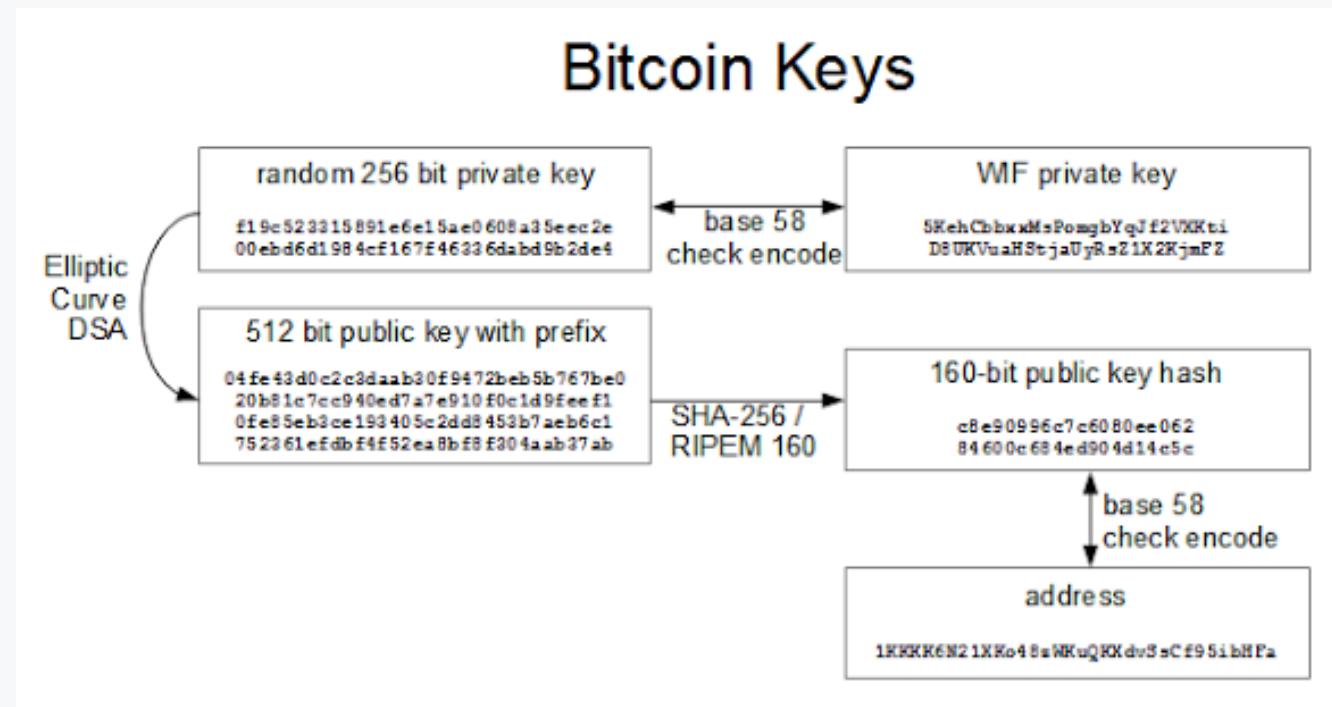 Bitcoin Keys
random 256 bit private key
f19c523315891e6e15ae0608a35eec2e
00ebd6d1984cf167f46336dabd9b2de4
base 58
check encode
WIF private key
5KehCbbxxMsPomgbYqJf2VXKti
D8UKVuaHStjaUyRsZ1X2KjmFZ
Elliptic
Curve
DSA
512 bit public key with prefix
04fe43d0c2c3daab30f9472beb5b767be0
20b81c7cc940ed7a7e910f0c1d9feef1
0fe85eb3ce193405c2dd8453b7aeb6c1
752361efdbf4f52ea8bf8f304aab37ab
SHA-256 /
RIPEM 160
160-bit public key hash
c8e90996c7c6080ee062
84600c684ed904d14c5c
base 58
check encode
address
1KKKK6N21XKo48sWKuQKXdvSsCf95ibHFa